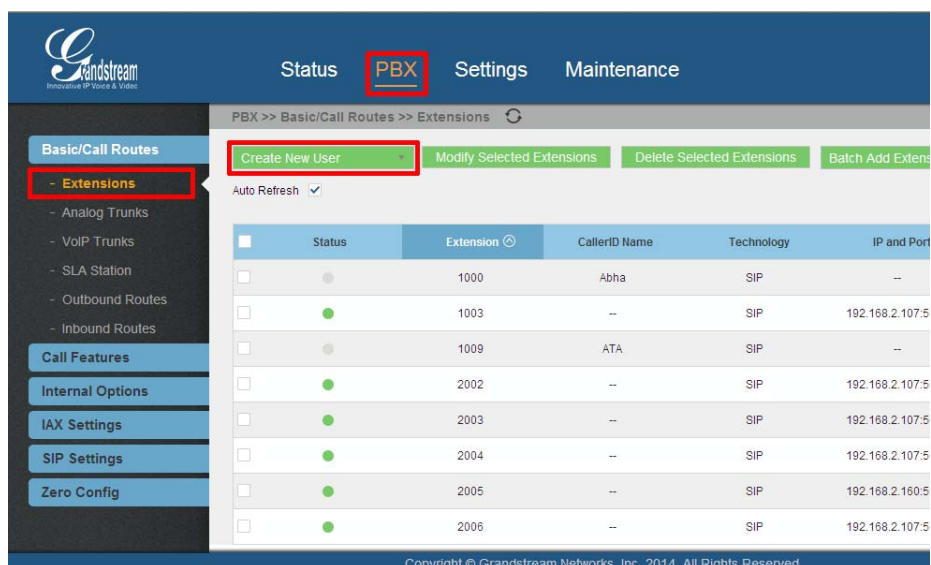 Grandstream
Innovative IP Voice & Video
Status PBX Settings Maintenance
PBX >> Basic/Call Routes >> Extensions
Basic/Call Routes
- Extensions
- Analog Trunks
- VoIP Trunks
- SLA Station
- Outbound Routes
- Inbound Routes
Call Features
Internal Options
IAX Settings
SIP Settings
Zero Config
Create New User Modify Selected Extensions Delete Selected Extensions Batch Add Extens
Auto Refresh
Status Extension CallerID Name Technology IP and Port
1000 Abha SIP --
1003 -- SIP 192.168.2.107:5
1009 ATA SIP --
2002 -- SIP 192.168.2.107:5
2003 -- SIP 192.168.2.107:5
2004 -- SIP 192.168.2.107:5
2005 -- SIP 192.168.2.160:5
2006 -- SIP 192.168.2.107:5
Copyright © Grandstream Networks, Inc. 2014. All Rights Reserved.